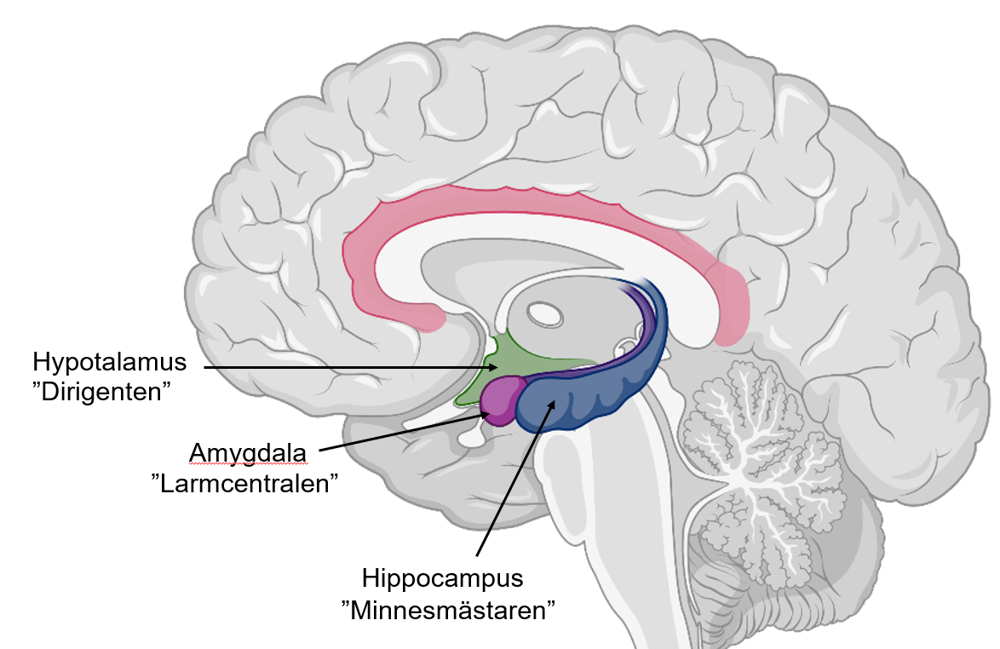 Hypotalamus
”Dirigenten”
Amygdala
”Larmcentralen”
Hippocampus
”Minnesmästaren”